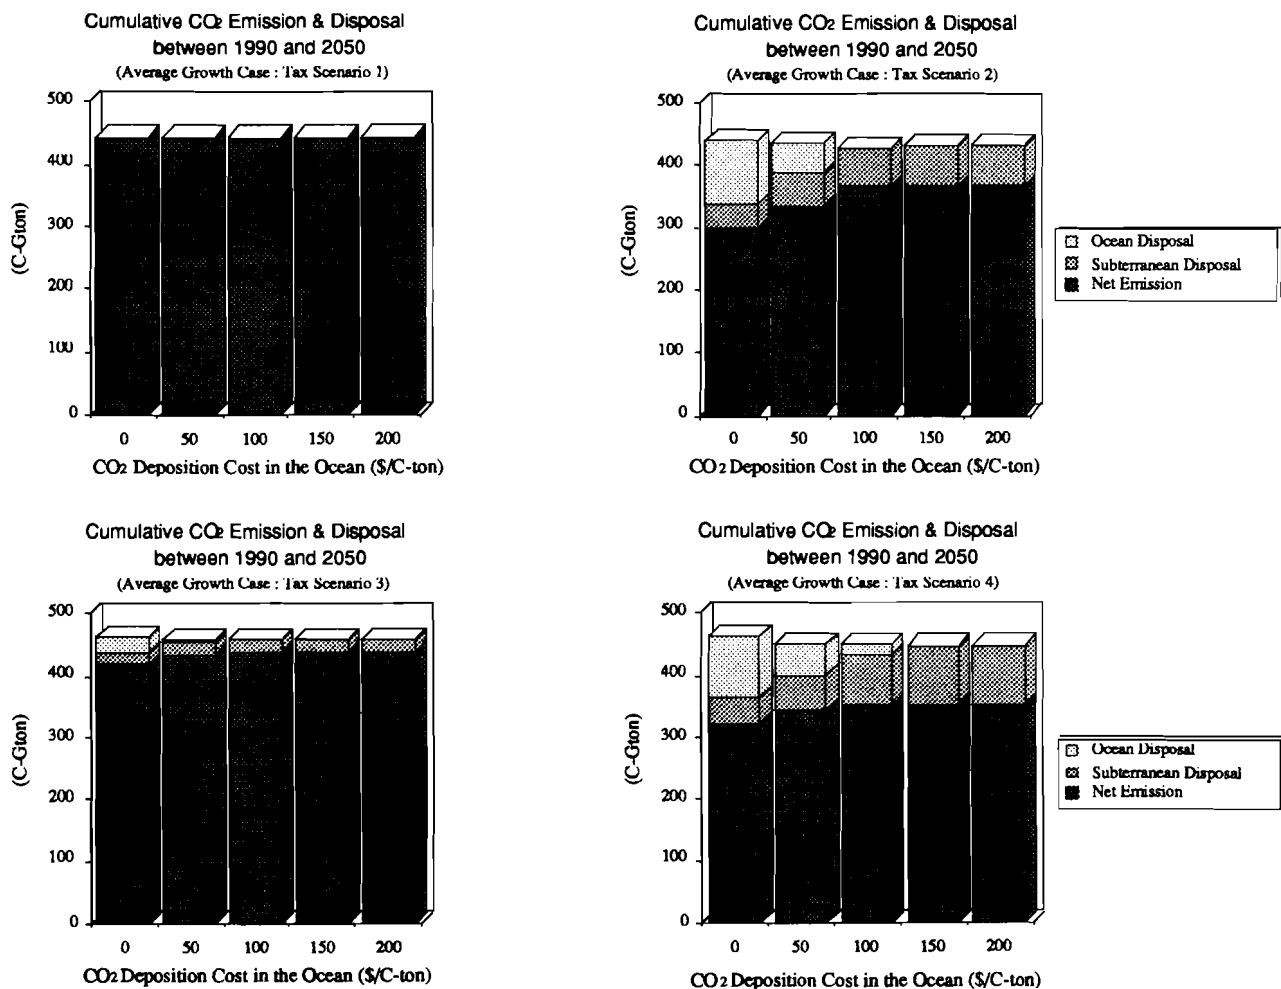 Cumulative CO2 Emission & Disposal
between 1990 and 2050
(Average Growth Case : Tax Scenario 1)
500
400
300
200
100
0
(C-Gton)
0 50 100 150 200
CO2 Deposition Cost in the Ocean ($/C-ton)
Cumulative CO2 Emission & Disposal
between 1990 and 2050
(Average Growth Case : Tax Scenario 2)
500
400
300
200
100
0
(C-Gton)
0 50 100 150 200
CO2 Deposition Cost in the Ocean ($/C-ton)
Ocean Disposal
Subterranean Disposal
Net Emission
Cumulative CO2 Emission & Disposal
between 1990 and 2050
(Average Growth Case : Tax Scenario 3)
500
400
300
200
100
0
(C-Gton)
0 50 100 150 200
CO2 Deposition Cost in the Ocean ($/C-ton)
Cumulative CO2 Emission & Disposal
between 1990 and 2050
(Average Growth Case : Tax Scenario 4)
500
400
300
200
100
0
(C-Gton)
0 50 100 150 200
CO2 Deposition Cost in the Ocean ($/C-ton)
Ocean Disposal
Subterranean Disposal
Net Emission